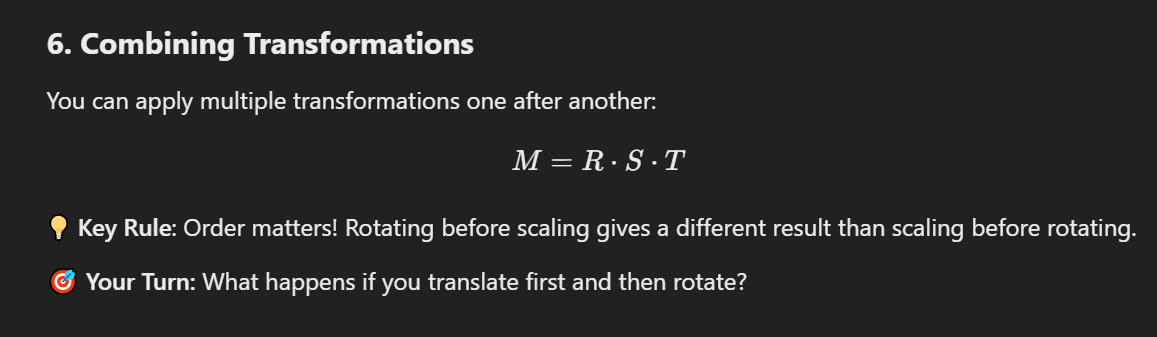 6. Combining Transformations
You can apply multiple transformations one after another:
M = R · S · T
💡 Key Rule: Order matters! Rotating before scaling gives a different result than scaling before rotating.
🎯 Your Turn: What happens if you translate first and then rotate?